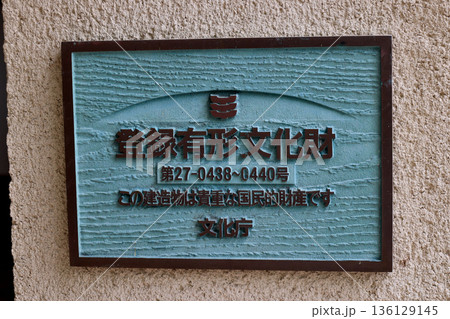 登録有形文化財
第27-0438~0440号
この建造物は貴重な国民的財産です
文化庁
136129145